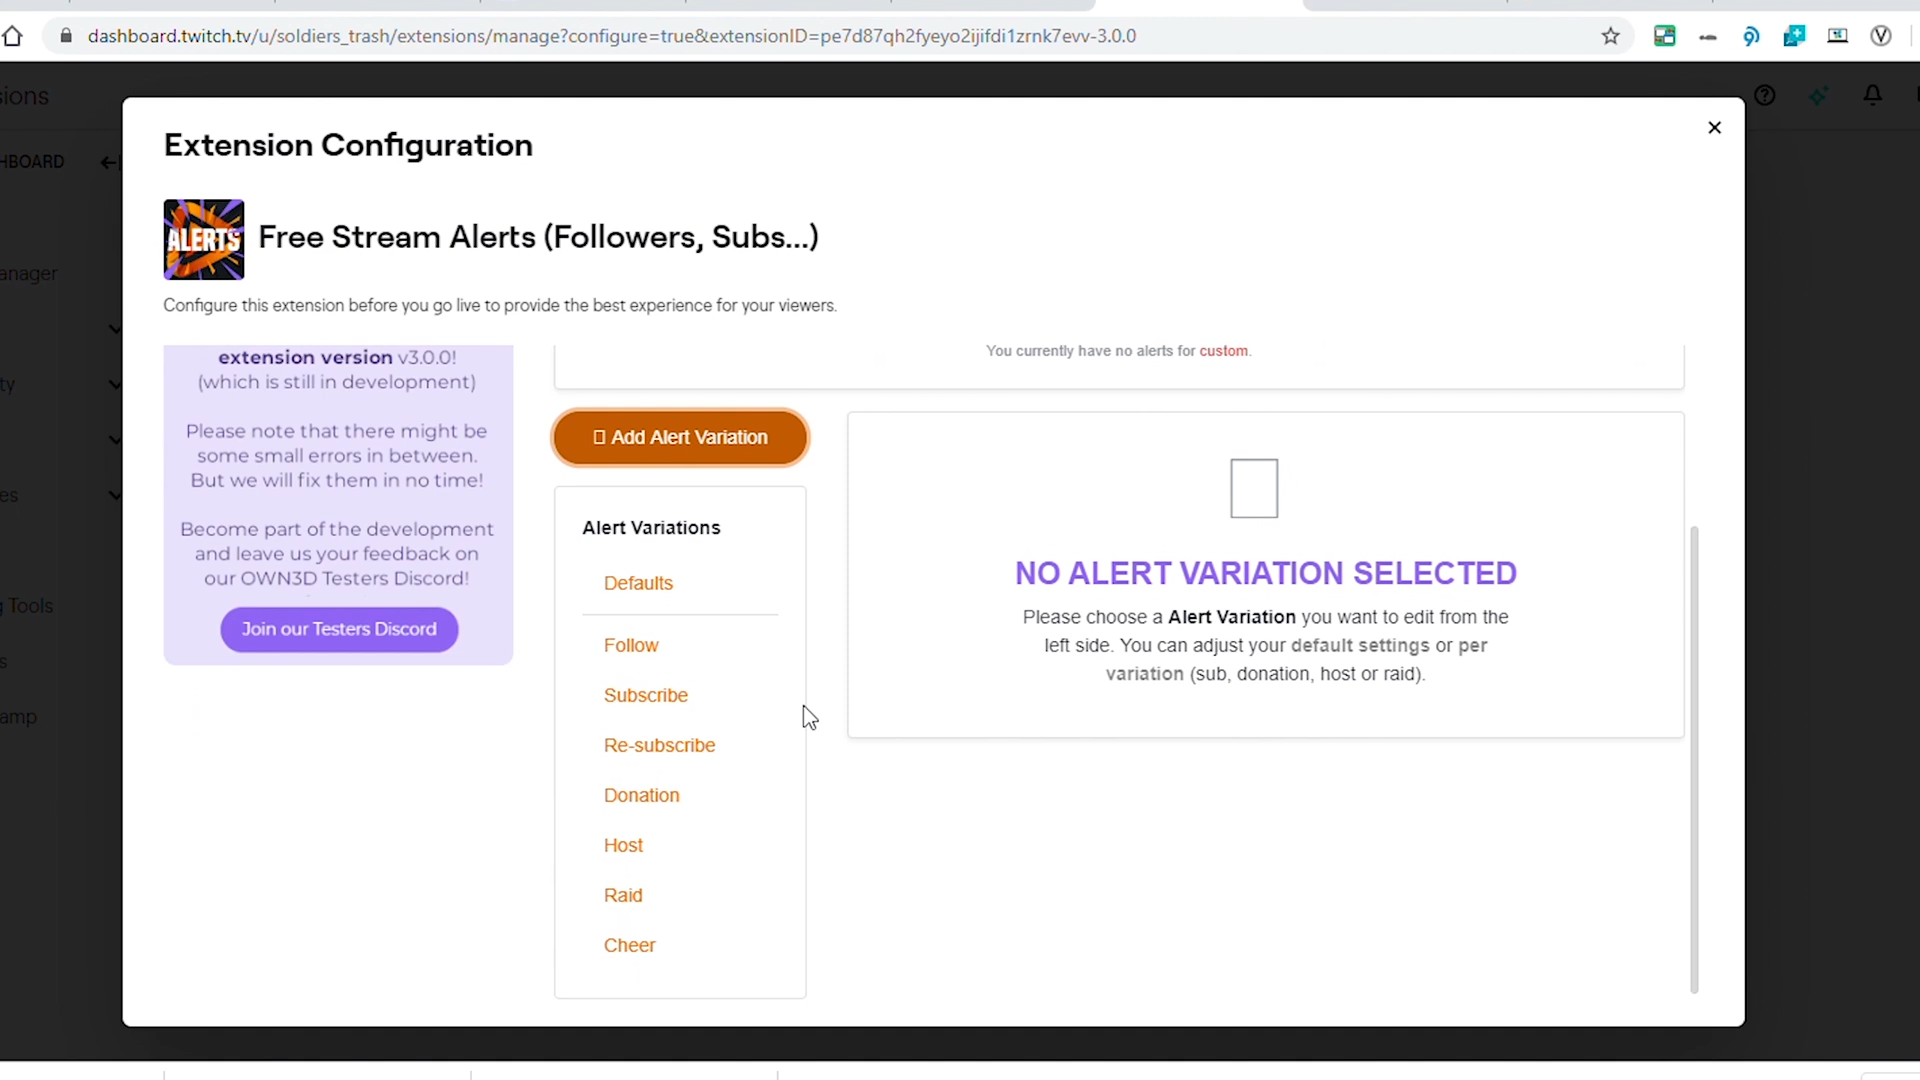 dashboard.twitch.tv/u/soldiers_trash/extensions/manage?configure=true&extensionID=pe7d87qh2fyeyo2ijifdi1zrnk7evv-3.0.0
sions
Extension Configuration
HBOARD
ALERTS
Free Stream Alerts (Followers, Subs...)
anager
Configure this extension before you go live to provide the best experience for your viewers.
extension version v3.0.0!
(which is still in development)
Please note that there might be
some small errors in between.
But we will fix them in no time!
Become part of the development
and leave us your feedback on
our OWN3D Testers Discord!
Join our Testers Discord
You currently have no alerts for custom.
Add Alert Variation
Alert Variations
Defaults
Follow
Subscribe
Re-subscribe
Donation
Host
Raid
Cheer
NO ALERT VARIATION SELECTED
Please choose a Alert Variation you want to edit from the
left side. You can adjust your default settings or per
variation (sub, donation, host or raid).
ty
es
g Tools
s
amp